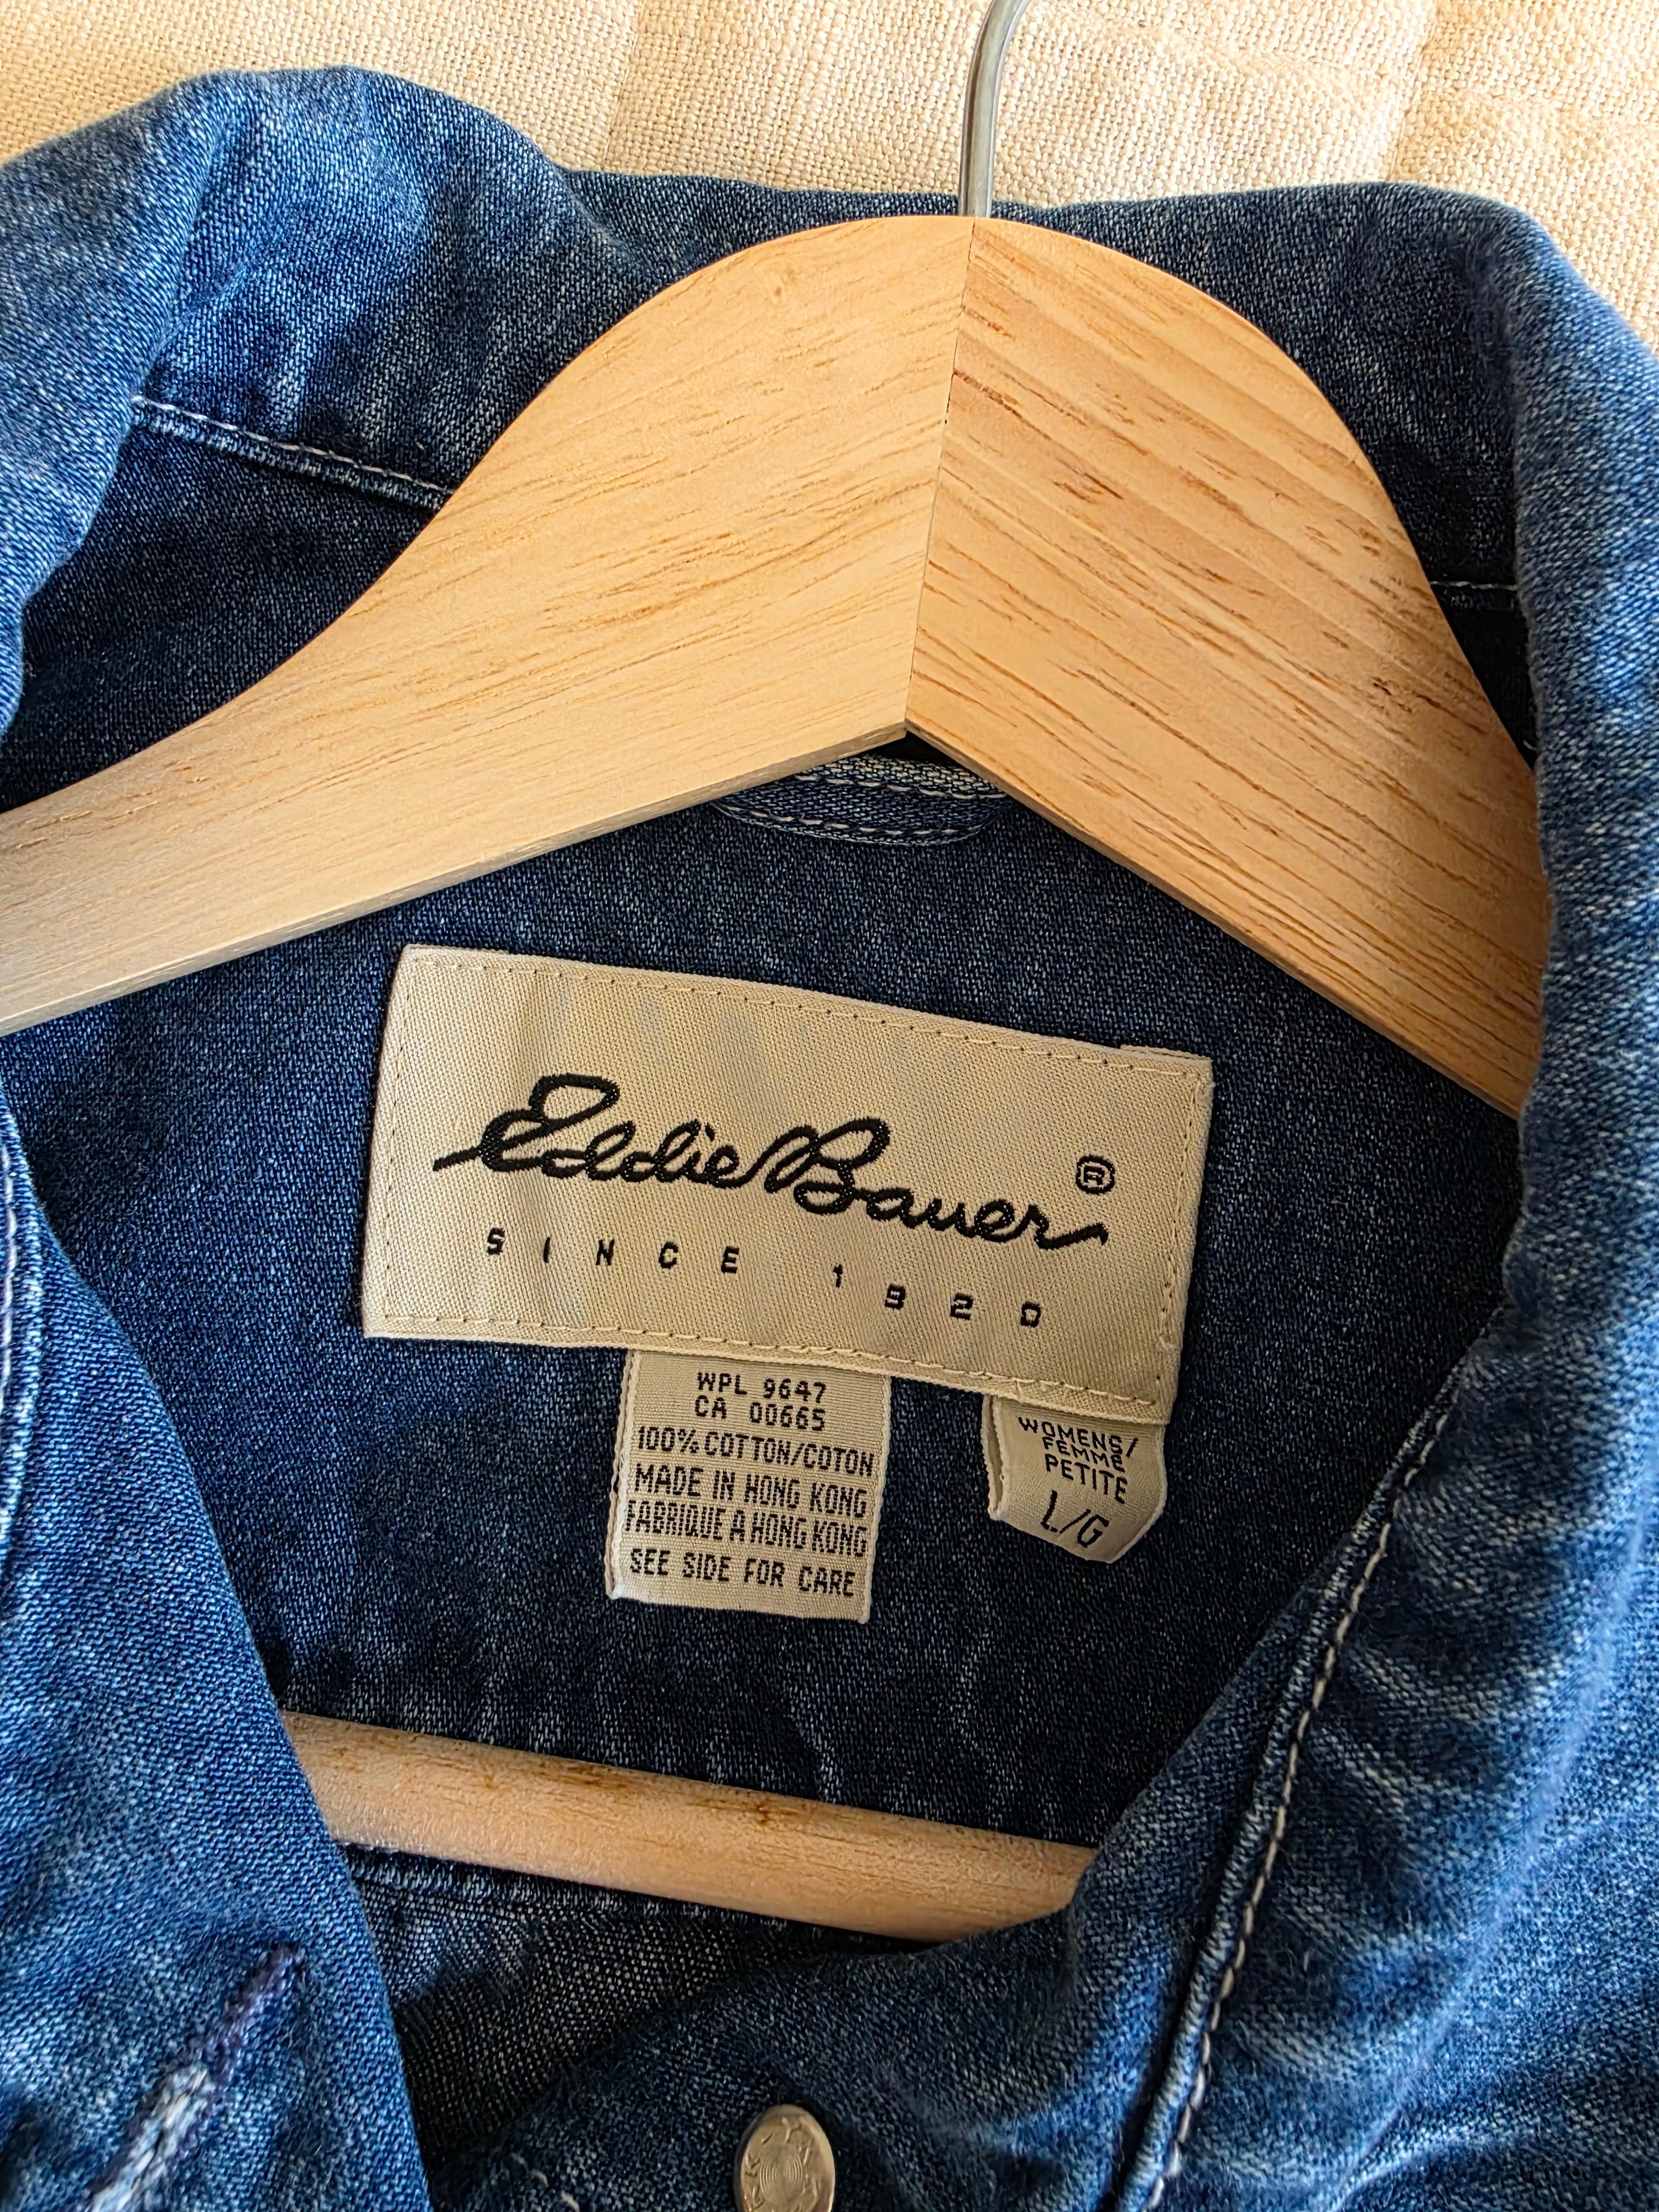 Eddie Bauer®
SINCE 1920
WPL 9647
CA 00665
100% COTTON/COTON
MADE IN HONG KONG
FABRIQUE A HONG KONG
SEE SIDE FOR CARE
WOMENS/
FEMME
PETITE
L/G